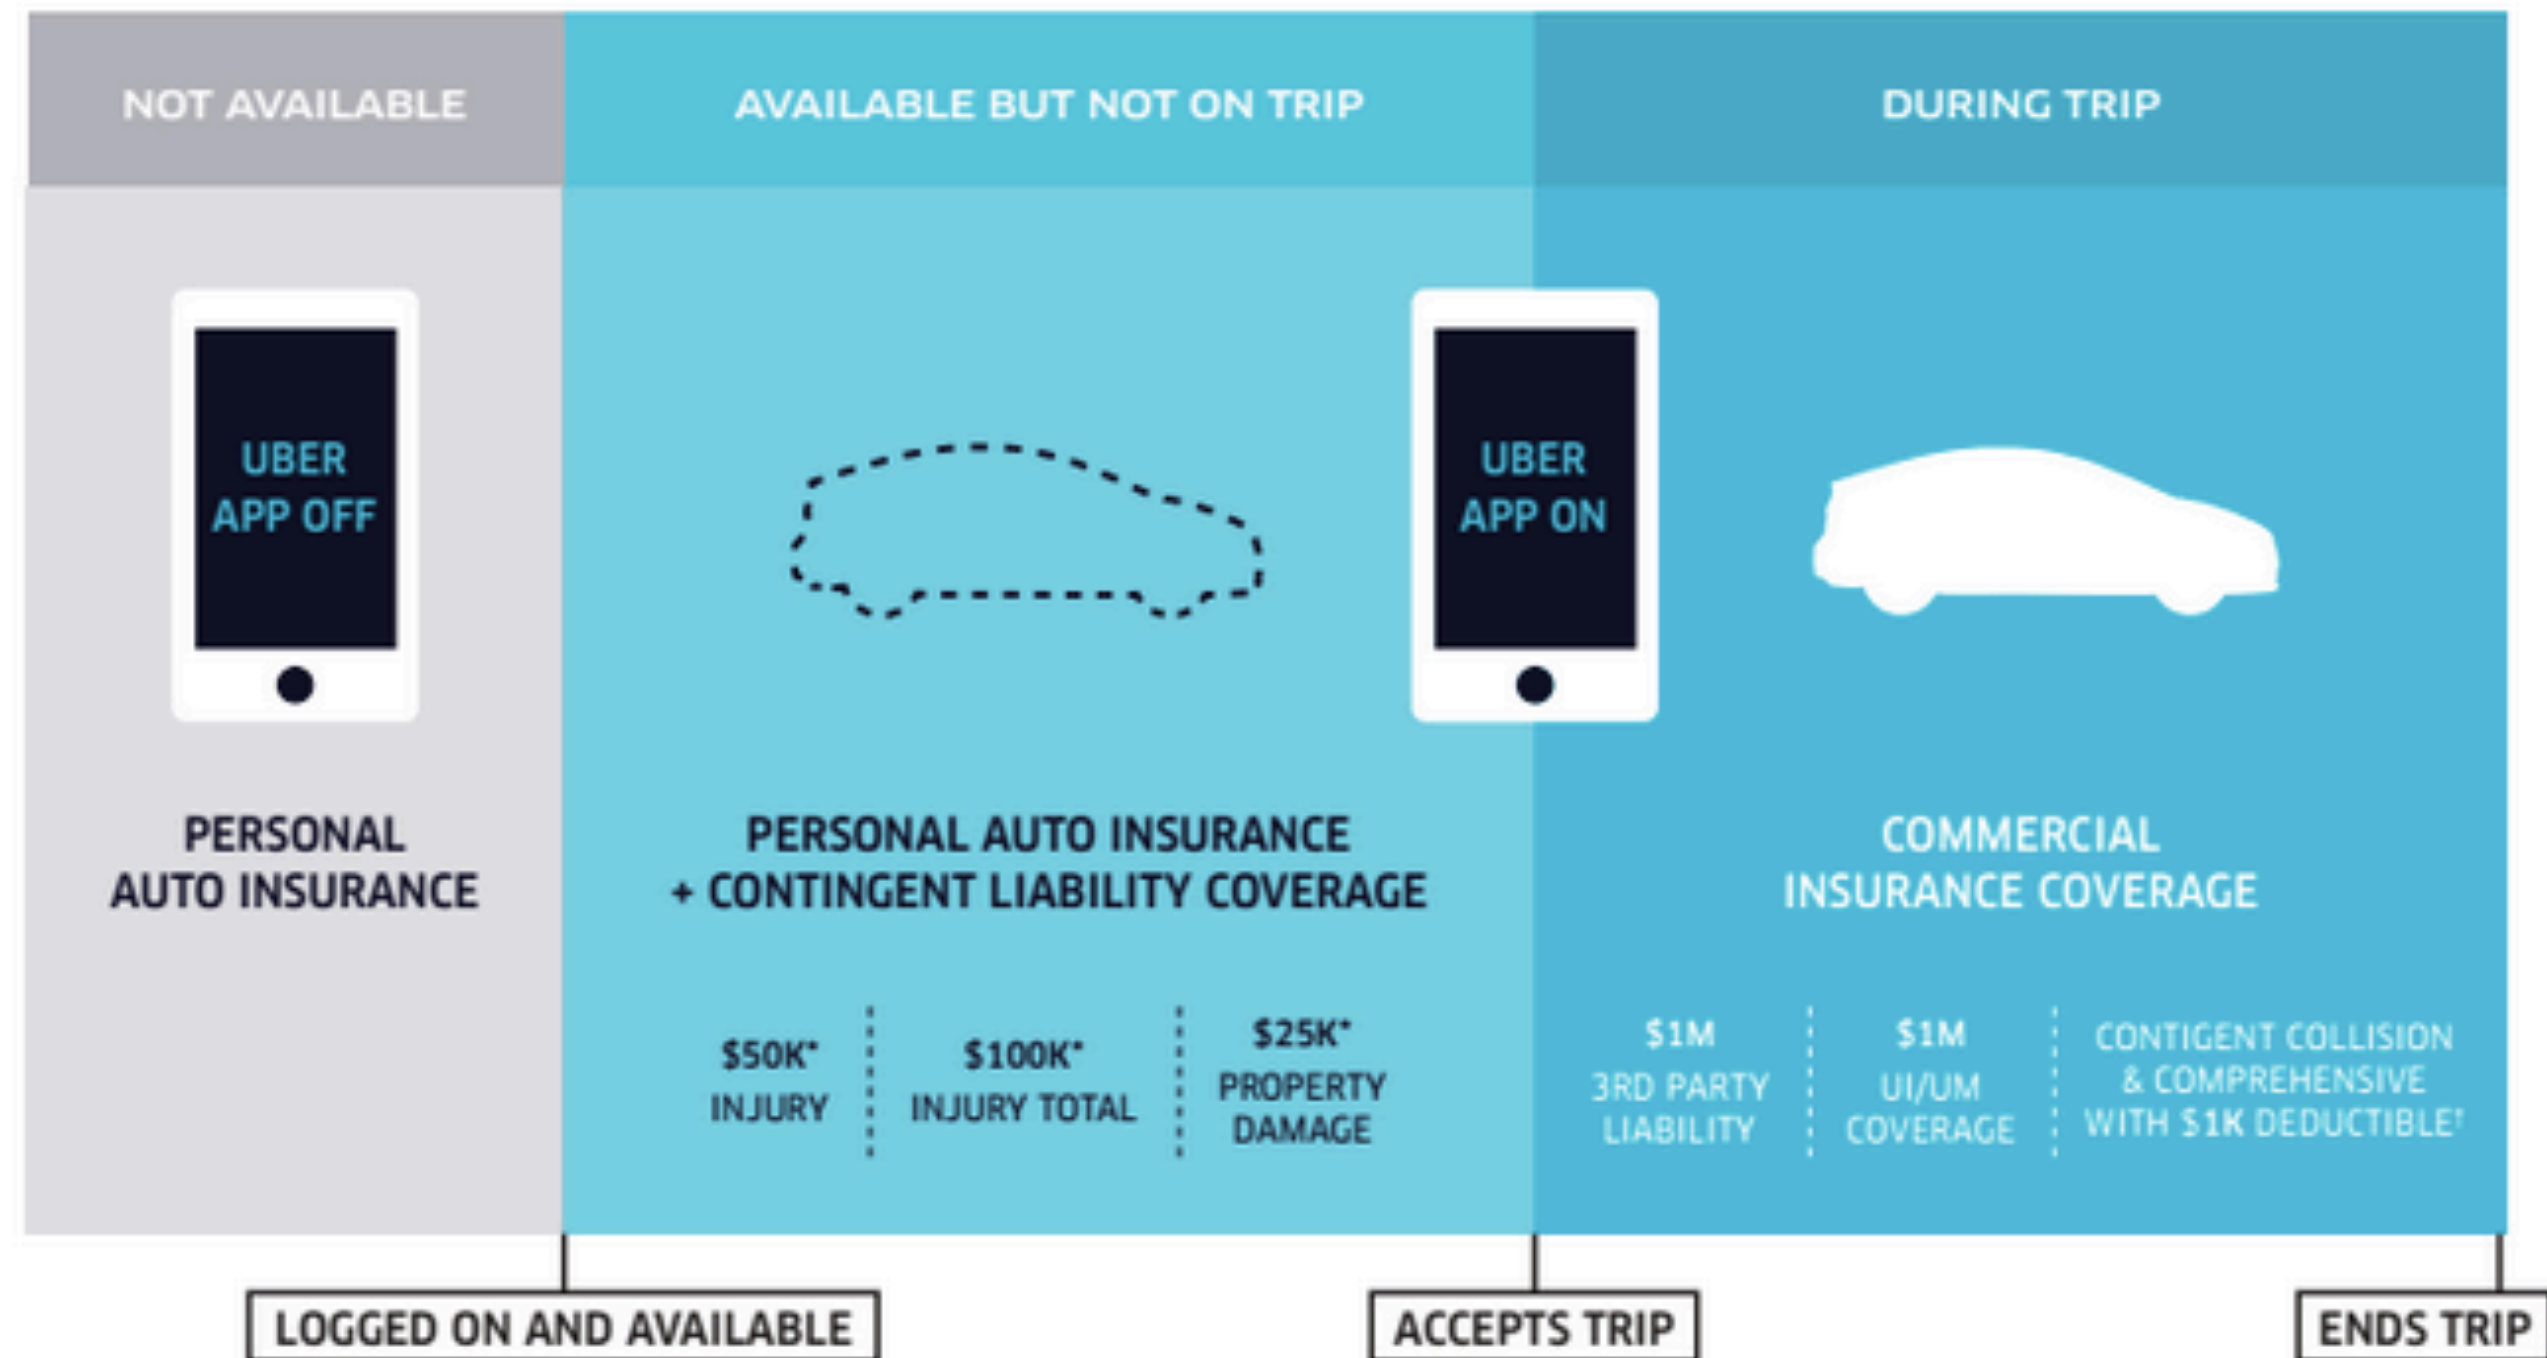 NOT AVAILABLE
AVAILABLE BUT NOT ON TRIP
DURING TRIP
UBER
APP OFF
UBER
APP ON
PERSONAL
AUTO INSURANCE
PERSONAL AUTO INSURANCE
+ CONTINGENT LIABILITY COVERAGE
COMMERCIAL
INSURANCE COVERAGE
$50K*
INJURY
$100K*
INJURY TOTAL
$25K*
PROPERTY
DAMAGE
$1M
3RD PARTY
LIABILITY
$1M
UI/UM
COVERAGE
CONTIGENT COLLISION
& COMPREHENSIVE
WITH $1K DEDUCTIBLE†
LOGGED ON AND AVAILABLE
ACCEPTS TRIP
ENDS TRIP